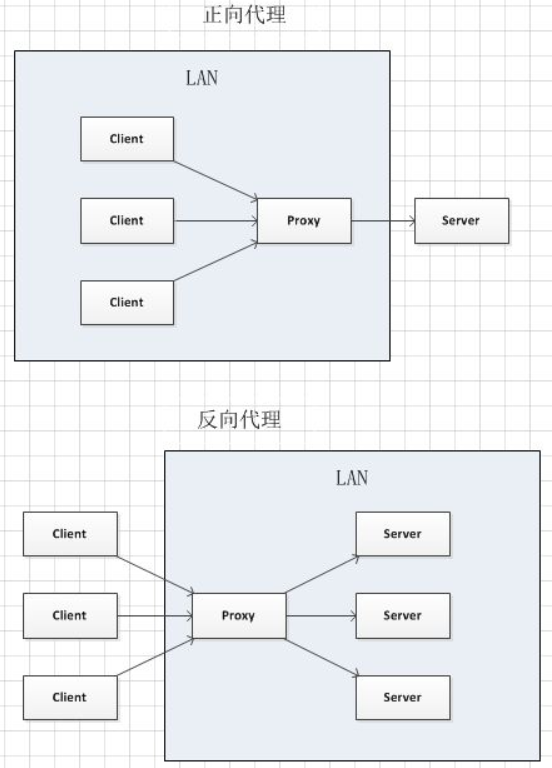 正向代理
LAN
Client
Client
Proxy
Server
Client
反向代理
LAN
Client
Server
Client
Proxy
Server
Client
Server